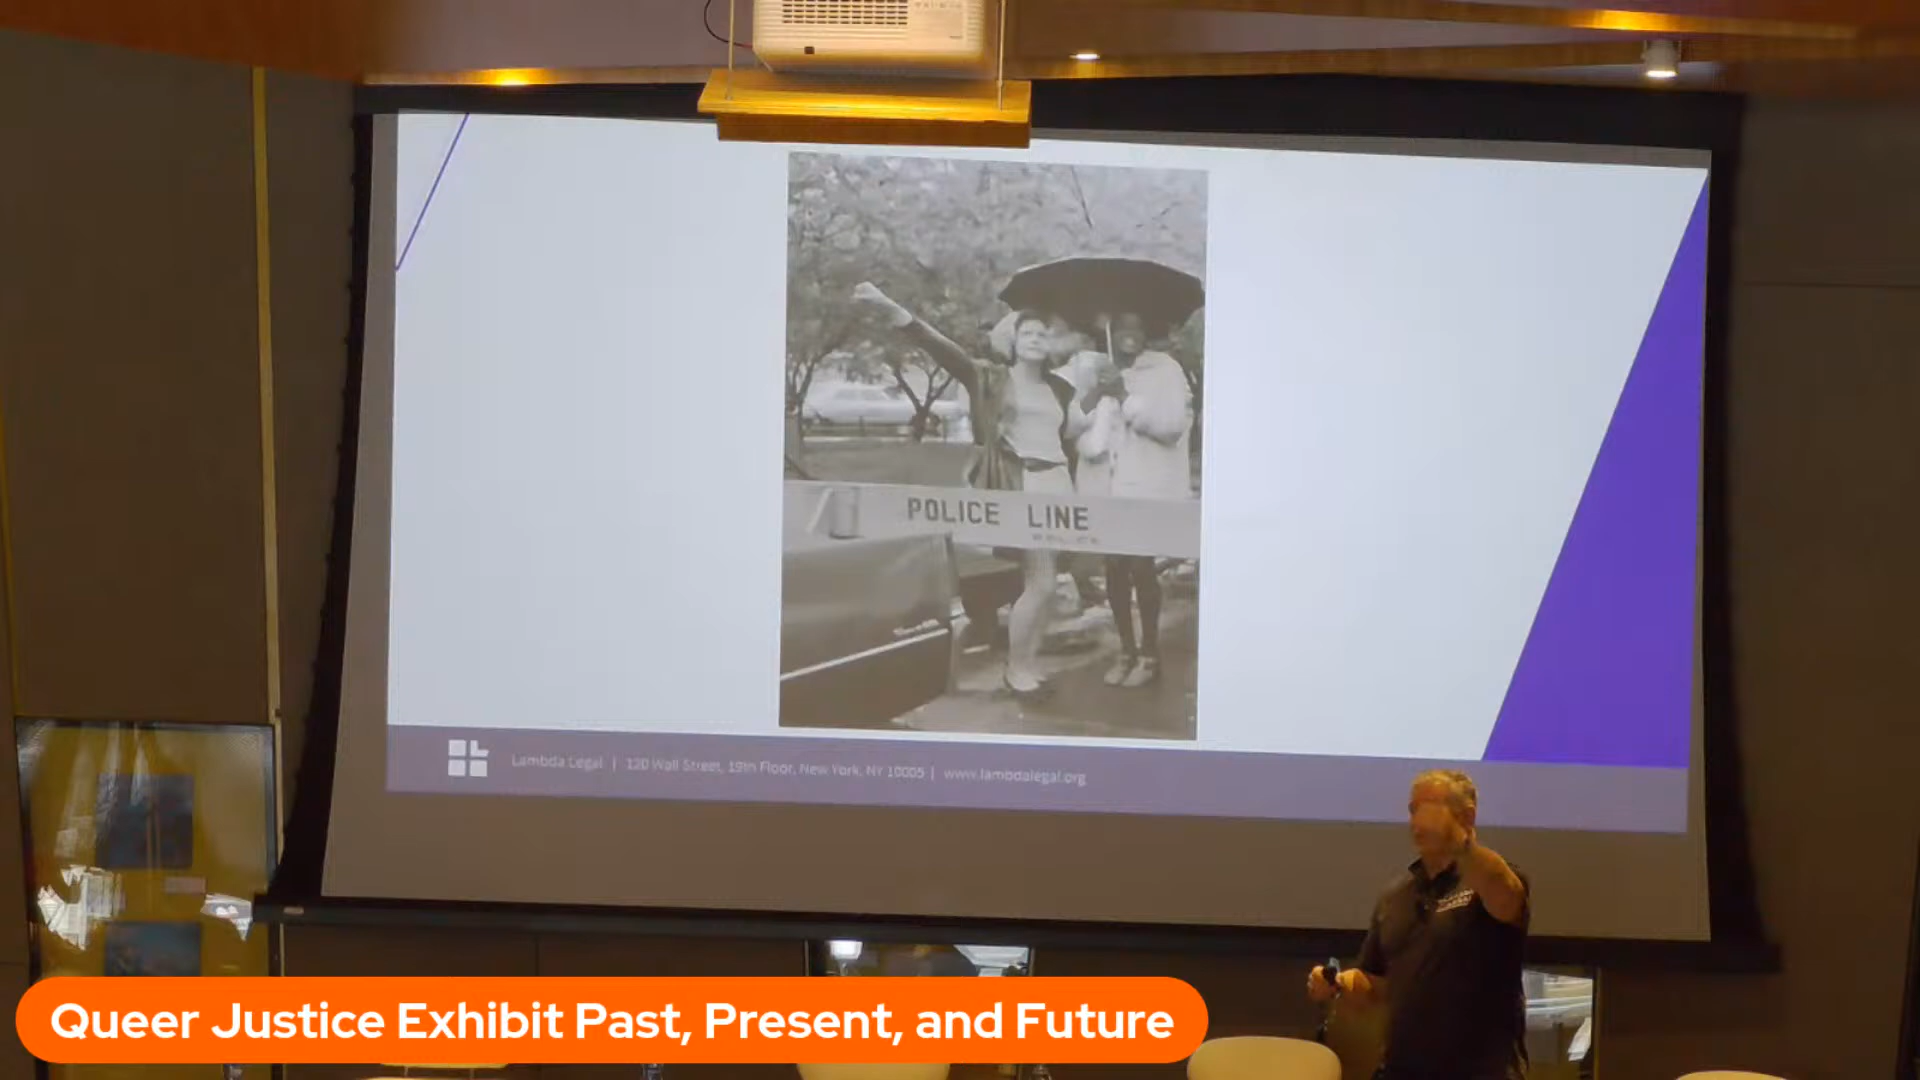 POLICE LINE
Lambda Legal | 120 Wall Street, 19th Floor, New York, NY 10005 | www.lambdalegal.org
Queer Justice Exhibit Past, Present, and Future